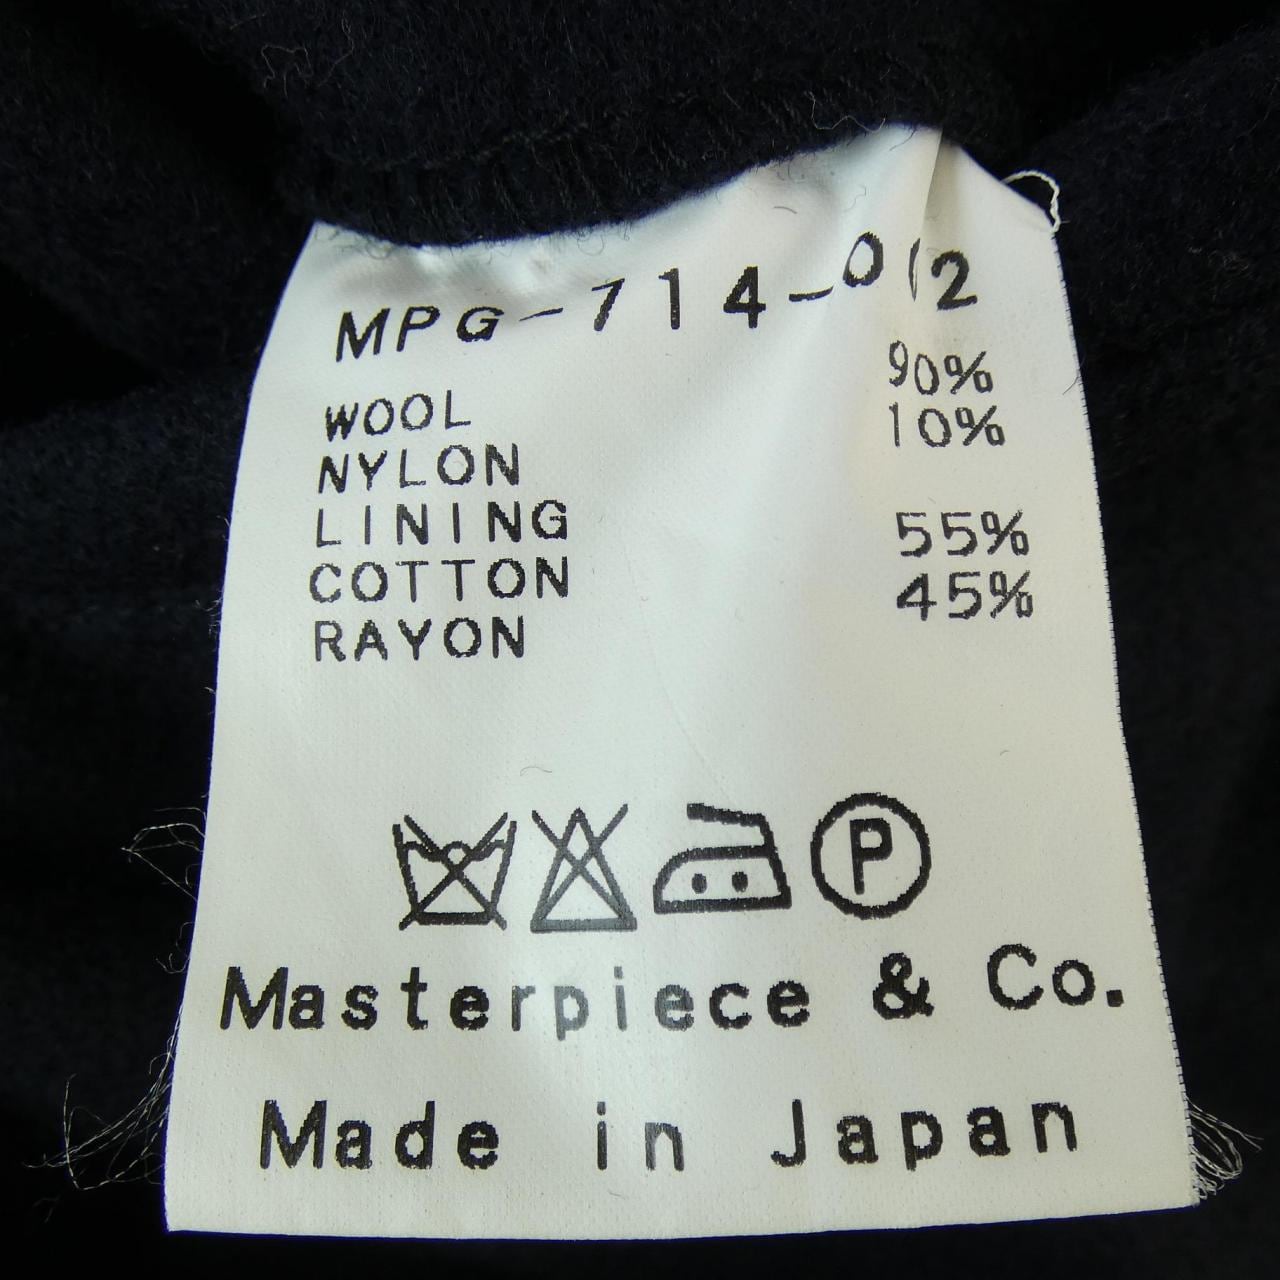 MPG-714-012
WOOL 90%
NYLON 10%
LINING
COTTON 55%
RAYON 45%
P
Masterpiece & Co.
Made in Japan